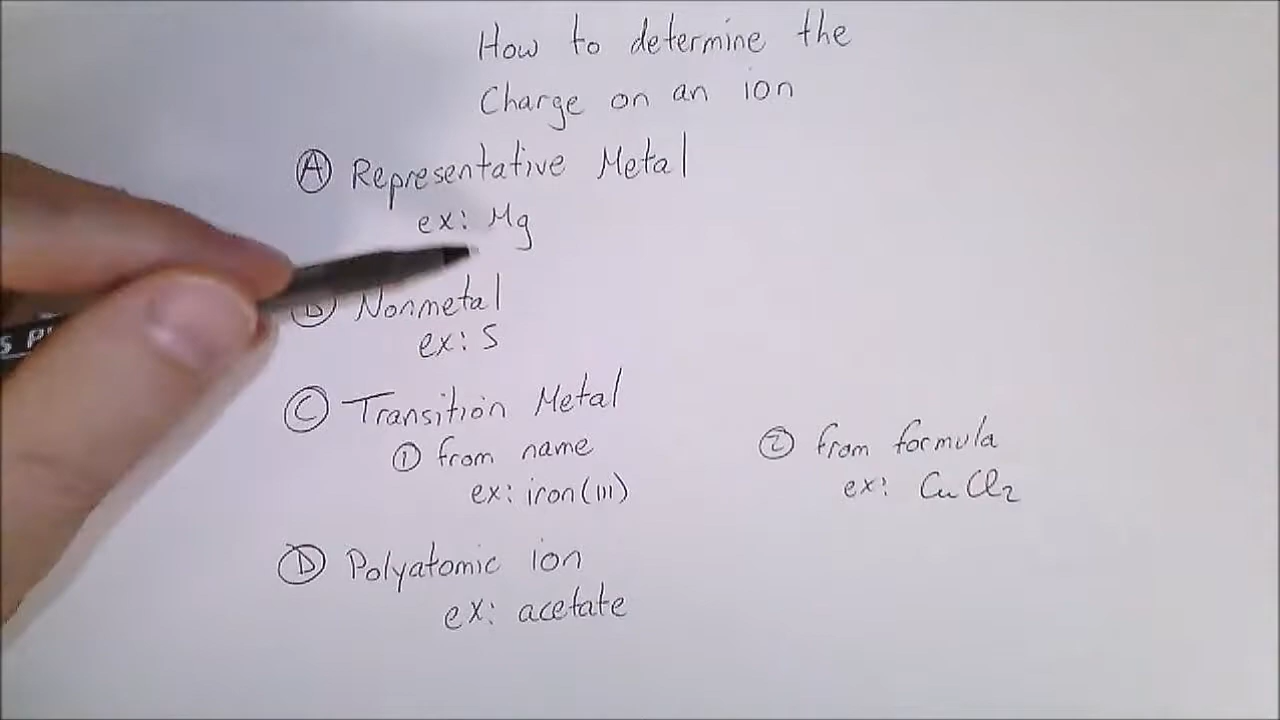 How to determine the
Charge on an ion
Ⓐ Representative Metal
ex: Mg
Nonmetal
ex: S
Ⓒ Transition Metal
① from name
ex: iron(III)
② from formula
ex: CuCl₂
Ⓓ Polyatomic ion
ex: acetate